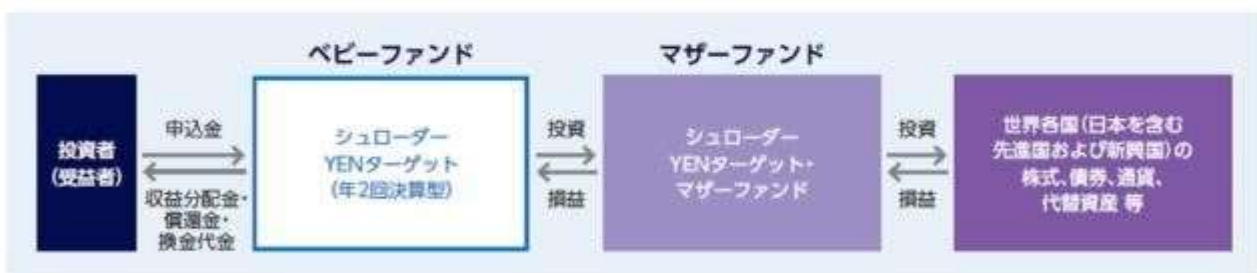 ベビーファンド
マザーファンド
投資者
(受益者)
申込金
収益分配金・
償還金・
換金代金
シュローダー
YENターゲット
(年2回決算型)
投資
損益
シュローダー
YENターゲット・
マザーファンド
投資
損益
世界各国(日本を含む
先進国および新興国)の
株式、債券、通貨、
代替資産 等